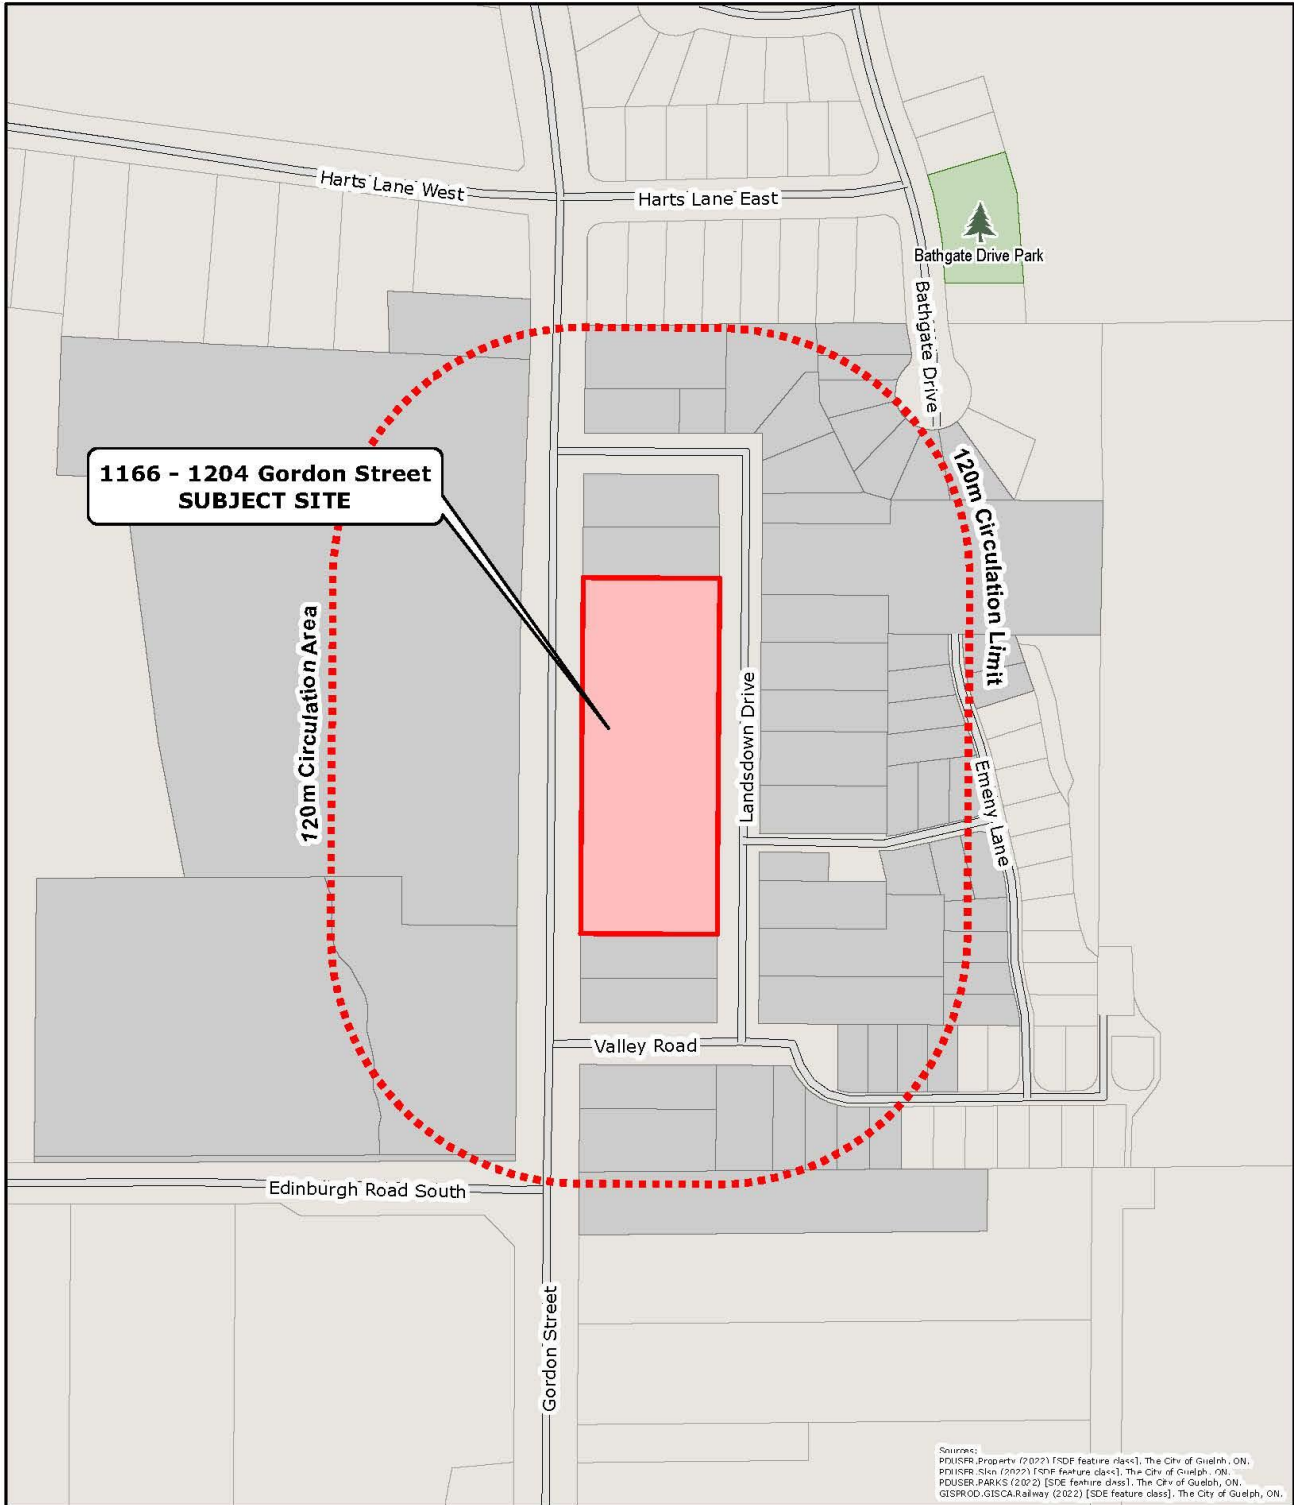 Harts Lane West
Harts Lane East
Bathgate Drive Park
Bathgate Drive
1166 - 1204 Gordon Street
SUBJECT SITE
120m Circulation Limit
120m Circulation Area
Landsdown Drive
Emeny Lane
Valley Road
Edinburgh Road South
Gordon Street
Sources:
PDUSER.Property (2022) [SDE feature class]. The City of Guelph, ON.
PDUSER.Slsn (2022) [SDE feature class]. The City of Guelph, ON.
PDUSER.PARKS (2022) [SDE feature class]. The City of Guelph, ON.
GISPROD.GISCA.Railway (2022) [SDE feature class]. The City of Guelph, ON.